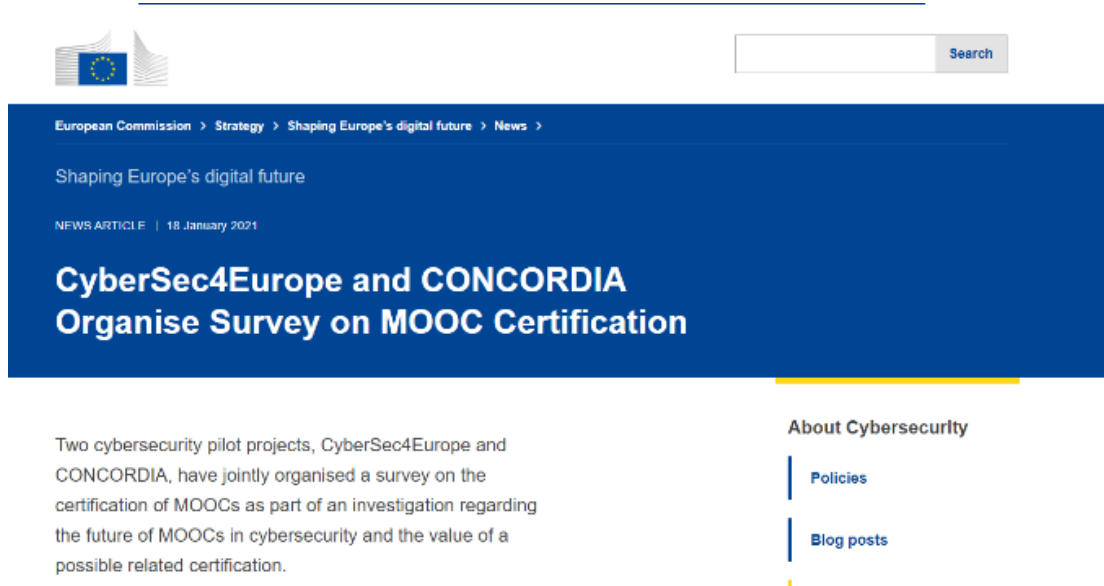 Search
European Commission > Strategy > Shaping Europe's digital future > News >
Shaping Europe's digital future
NEWS ARTICLE | 18 January 2021
CyberSec4Europe and CONCORDIA
Organise Survey on MOOC Certification
Two cybersecurity pilot projects, CyberSec4Europe and
CONCORDIA, have jointly organised a survey on the
certification of MOOCs as part of an investigation regarding
the future of MOOCs in cybersecurity and the value of a
possible related certification.
About Cybersecurity
Policies
Blog posts